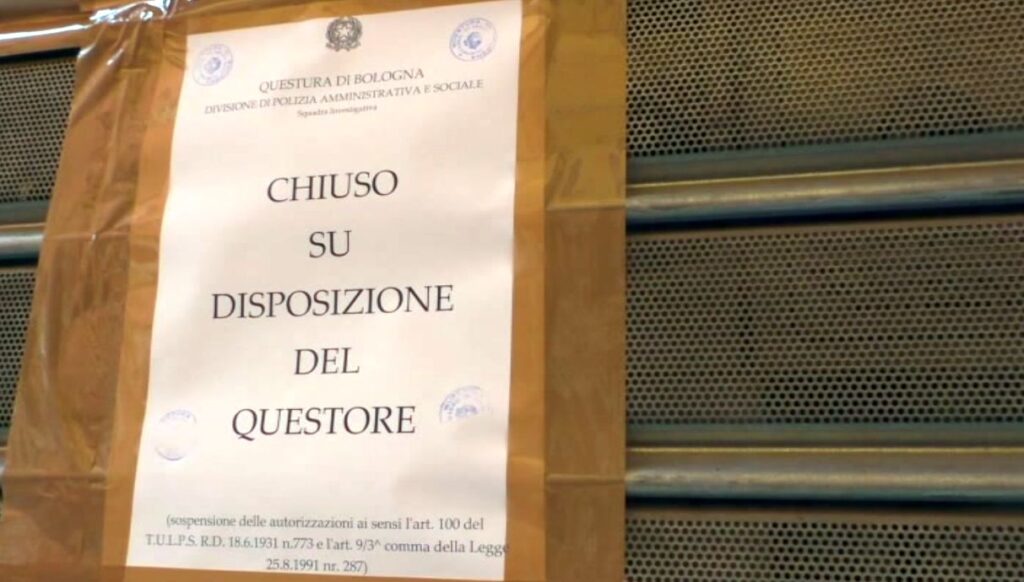 QUESTURA DI BOLOGNA
DIVISIONE DI POLIZIA AMMINISTRATIVA E SOCIALE
Squadra Investigativa
CHIUSO
SU
DISPOSIZIONE
DEL
QUESTORE
(sospensione delle autorizzazioni ai sensi l'art. 100 del
T.U.L.P.S. R.D. 18.6.1931 n.773 e l'art. 9/3^ comma della Legge
25.8.1991 nr. 287)